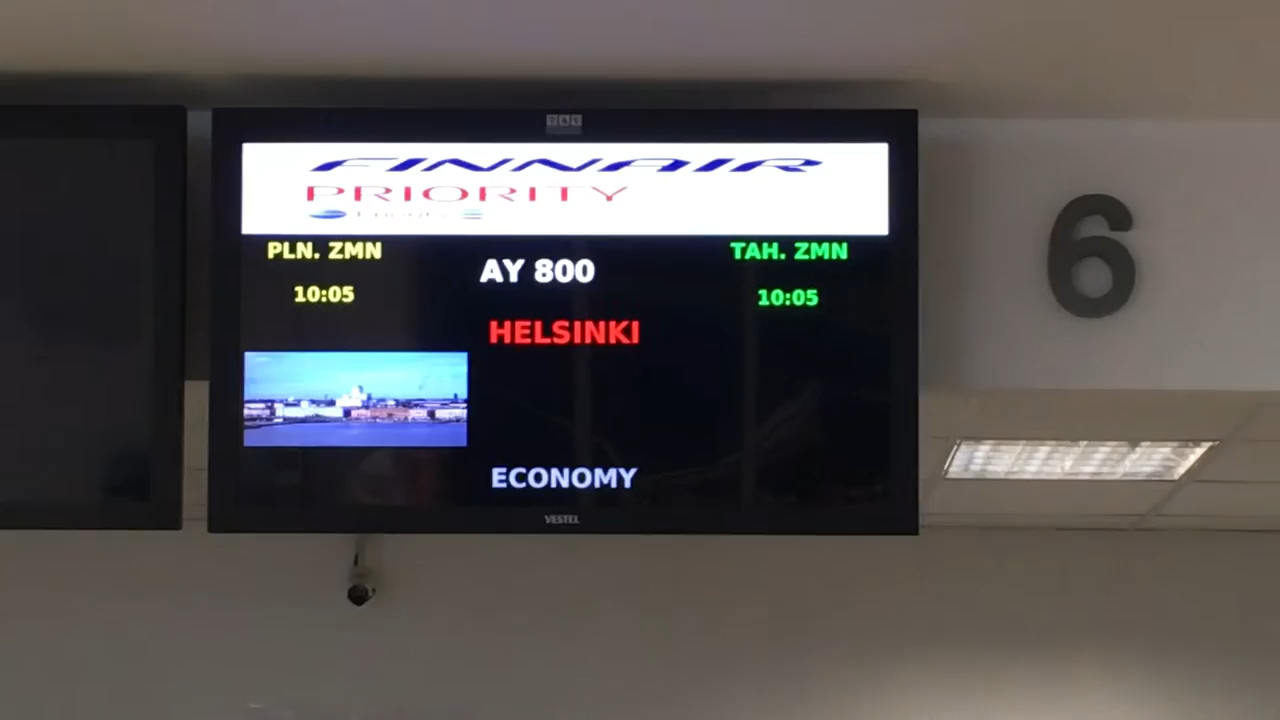 FINNAIR
PRIORITY
PLN. ZMN
AY 800
TAH. ZMN
10:05
10:05
HELSINKI
ECONOMY
VESTEL
6